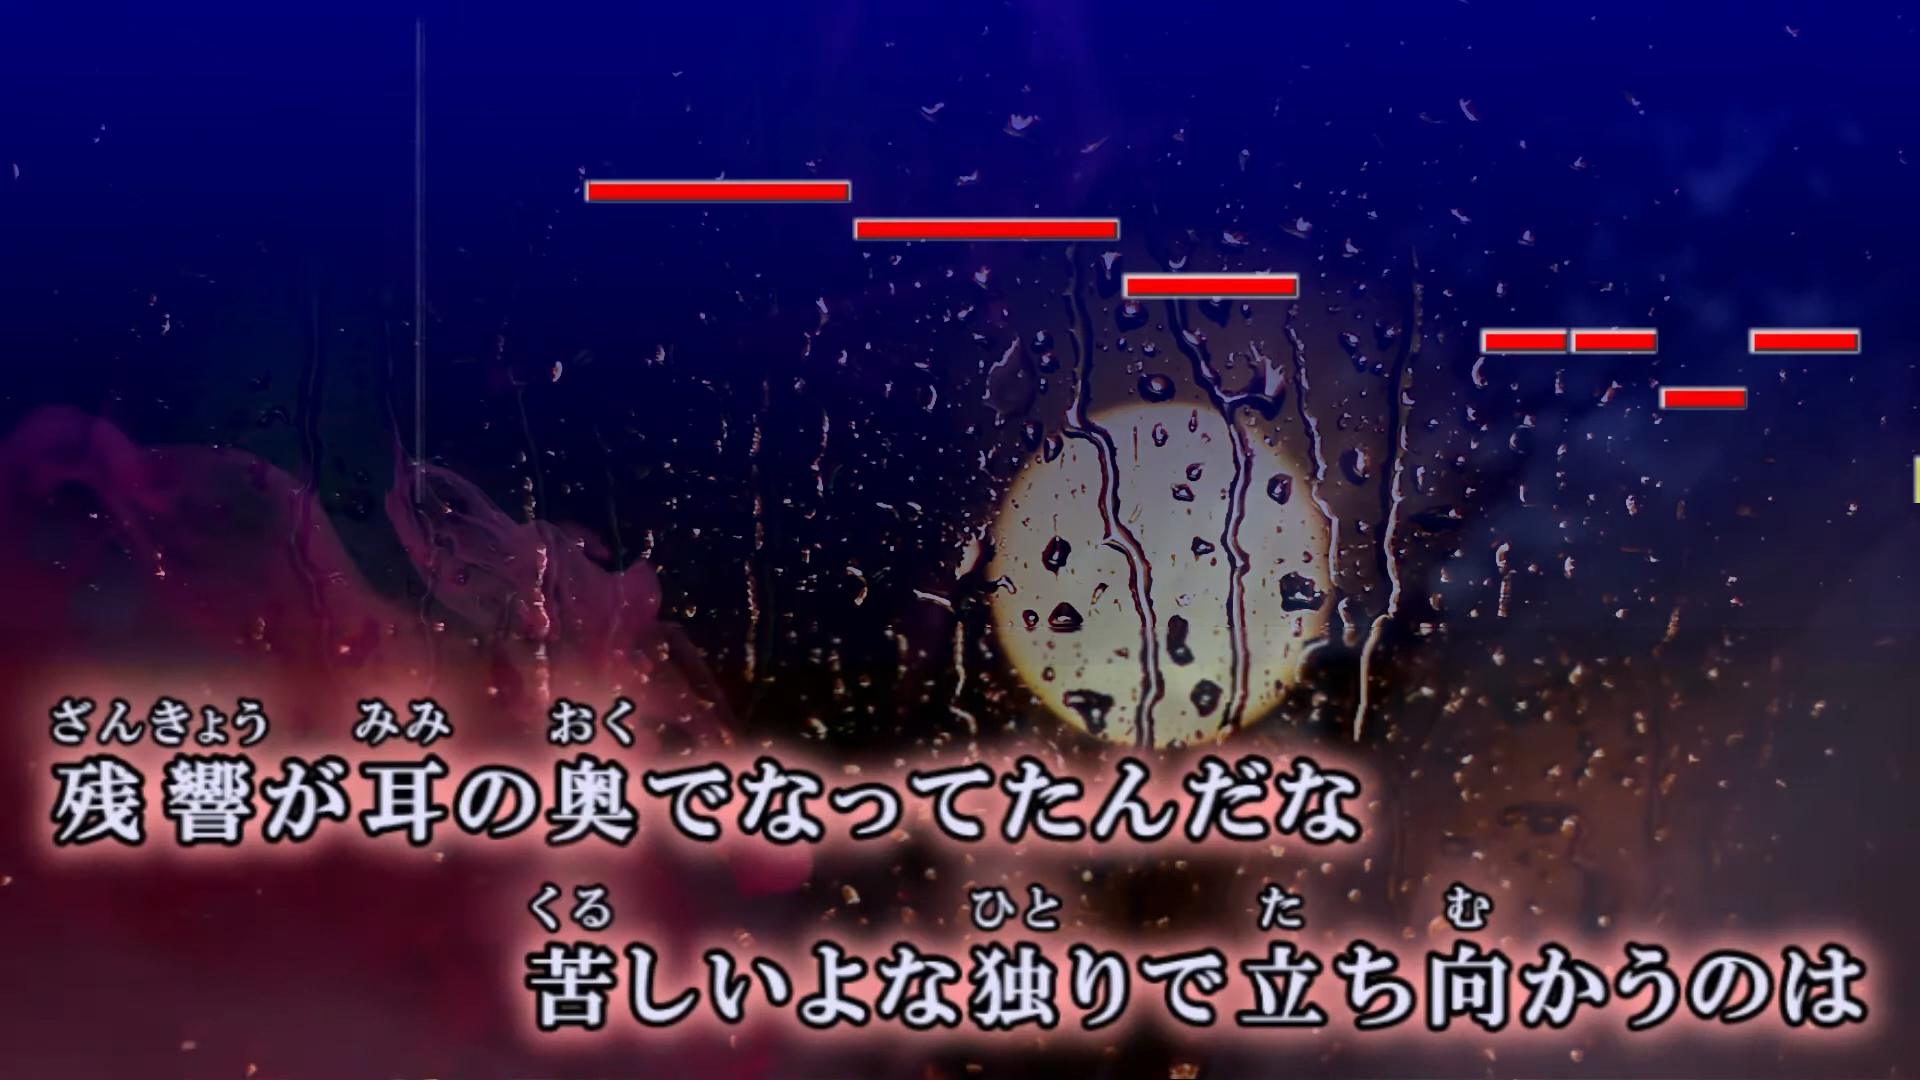 ざんきょう みみ おく
残響が耳の奥でなってたんだな
くる ひと た む
苦しいよな独りで立ち向かうのは